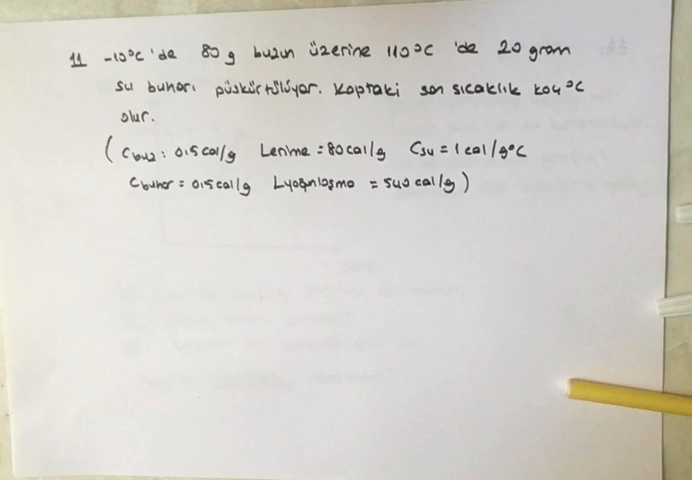 11 -10°C 'de 80 g buzun üzerine 110°C 'de 20 gram
su buharı püskürtülüyor. Kaptaki son sıcaklık kaç °C
olur.
( Cbuz : 0,5 cal/g Lerime = 80 cal/g Csu = 1 cal/g°C
Cbuhar = 0,5 cal/g Lyoğunlaşma = 540 cal/g )